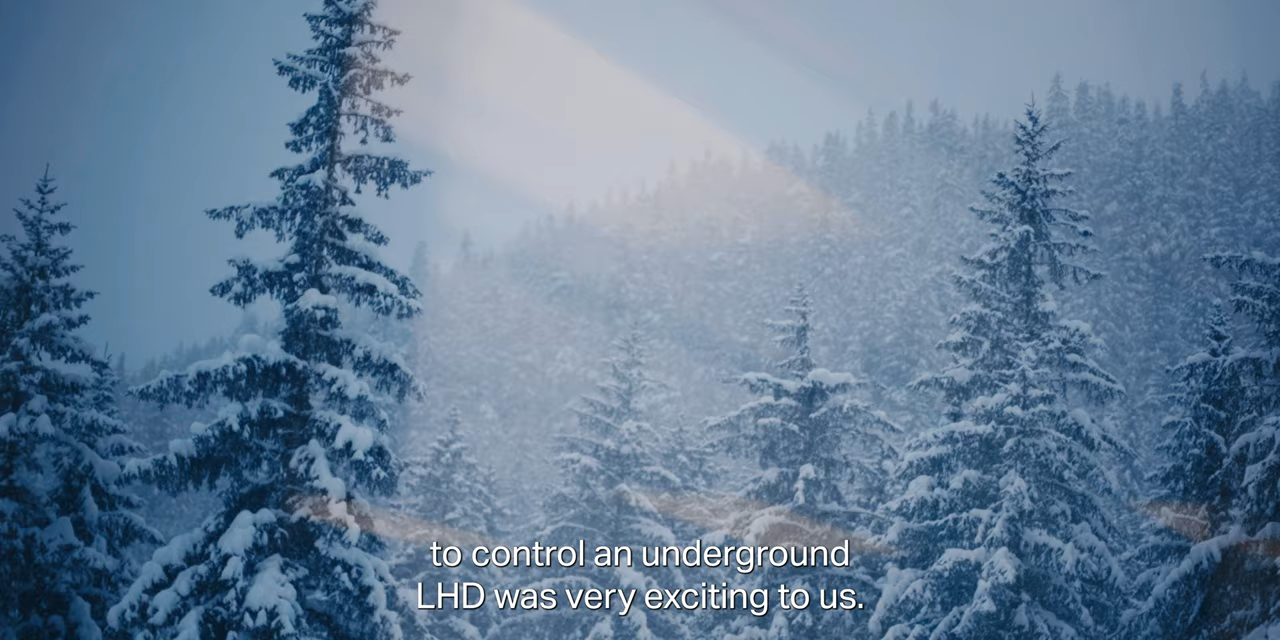 to control an underground
LHD was very exciting to us.